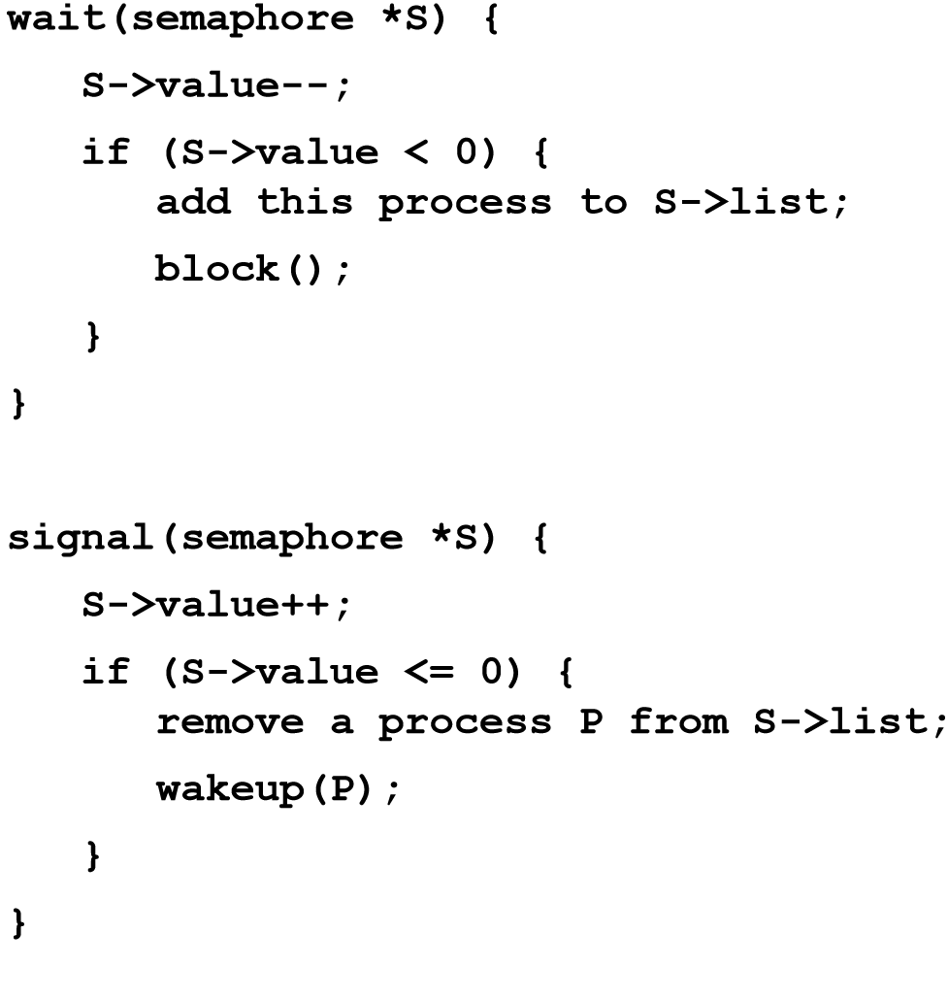 wait(semaphore *S) {
S->value--;
if (S->value < 0) {
add this process to S->list;
block();
}
}
signal(semaphore *S) {
S->value++;
if (S->value <= 0) {
remove a process P from S->list;
wakeup(P);
}
}